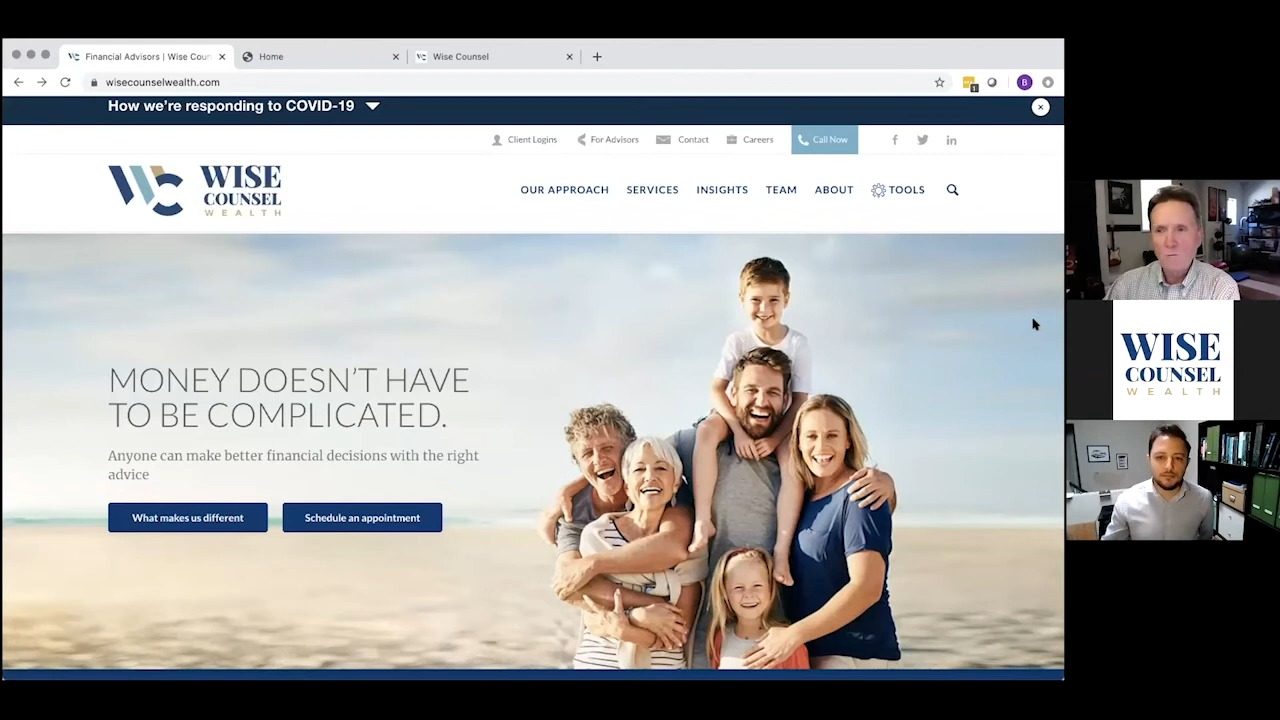 Financial Advisors | Wise Coun
Home
Wise Counsel
wisecounselwealth.com
1
B
How we're responding to COVID-19
Client Logins
For Advisors
Contact
Careers
Call Now
WC
WISE
COUNSEL
WEALTH
OUR APPROACH
SERVICES
INSIGHTS
TEAM
ABOUT
TOOLS
MONEY DOESN'T HAVE
TO BE COMPLICATED.
Anyone can make better financial decisions with the right
advice
What makes us different
Schedule an appointment
WISE
COUNSEL
WEALTH